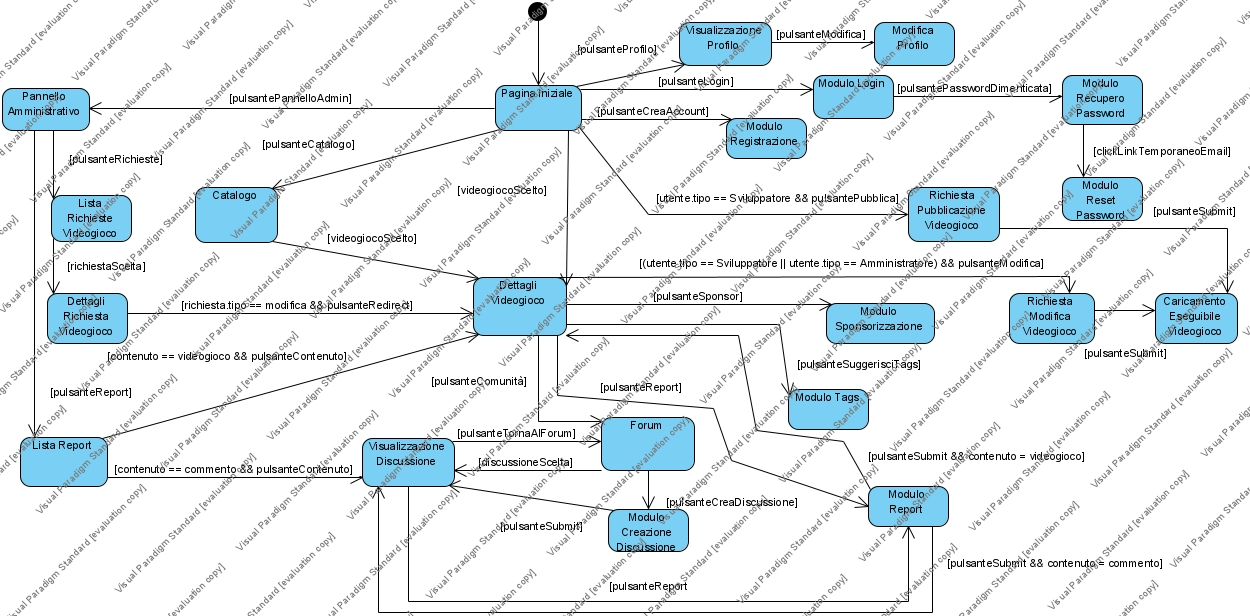 Visualizzazione
Profilo
[pulsanteModifica]
Modifica
Profilo
[pulsanteProfilo]
[pulsanteLogin]
Modulo Login
[pulsantePasswordDimenticata]
Modulo
Recupero
Password
Pannello
Amministrativo
[pulsantePannelloAdmin]
Pagina Iniziale
[pulsanteCreaAccount]
Modulo
Registrazione
[pulsanteRichieste]
[pulsanteCatalogo]
[clickLinkTemporaneoEmail]
[videogiocoScelto]
Modulo
Reset
Password
Lista
Richieste
Videogioco
Catalogo
[utente.tipo == Sviluppatore && pulsantePubblica]
Richiesta
Pubblicazione
Videogioco
[pulsanteSubmit]
[videogiocoScelto]
[richiestaScelta]
[(utente.tipo == Sviluppatore || utente.tipo == Amministratore) && pulsanteModifica]
Dettagli
Richiesta
Videogioco
[richiesta.tipo == modifica && pulsanteRedirect]
Dettagli
Videogioco
[pulsanteSponsor]
Modulo
Sponsorizzazione
Richiesta
Modifica
Videogioco
Caricamento
Eseguibile
Videogioco
[pulsanteSubmit]
[contenuto == videogioco && pulsanteContenuto]
[pulsanteSuggerisciTags]
[pulsanteReport]
[pulsanteComunità]
[pulsanteReport]
Modulo Tags
Lista Report
[contenuto == commento && pulsanteContenuto]
Visualizzazione
Discussione
[pulsanteTornaAlForum]
Forum
[discussioneScelta]
[pulsanteSubmit && contenuto = videogioco]
[pulsanteCreaDiscussione]
Modulo
Report
[pulsanteSubmit]
Modulo
Creazione
Discussione
[pulsanteSubmit && contenuto = commento]
[pulsanteReport
Visual Paradigm Standard [evaluation copy]